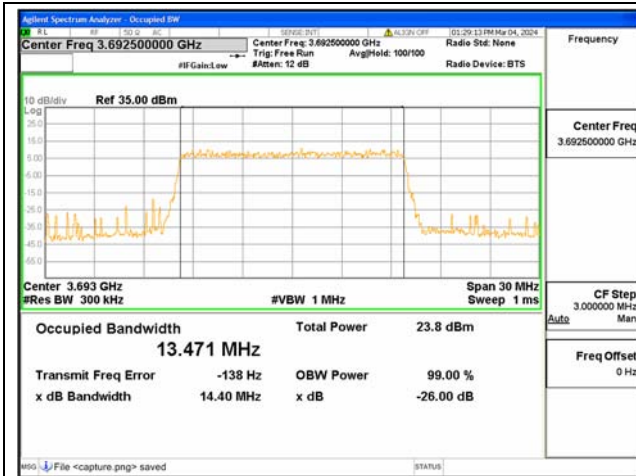 Agilent Spectrum Analyzer - Occupied BW
RL RF 50 Ω AC SENSE:INT ALIGN OFF 01:29:13 PM Mar 04, 2024
Center Freq 3.692500000 GHz
Center Freq: 3.692500000 GHz
Radio Std: None
Trig: Free Run Avg|Hold: 100/100
#IFGain:Low #Atten: 12 dB Radio Device: BTS
Frequency
10 dB/div Ref 35.00 dBm
Log
25.0
15.0
5.00
-5.00
-15.0
-25.0
-35.0
-45.0
-55.0
Center 3.693 GHz Span 30 MHz
#Res BW 300 kHz #VBW 1 MHz Sweep 1 ms
Occupied Bandwidth Total Power 23.8 dBm
13.471 MHz
Transmit Freq Error -138 Hz OBW Power 99.00 %
x dB Bandwidth 14.40 MHz x dB -26.00 dB
Center Freq
3.692500000 GHz
CF Step
3.000000 MHz
Auto Man
Freq Offset
0 Hz
MSG File <capture.png> saved STATUS